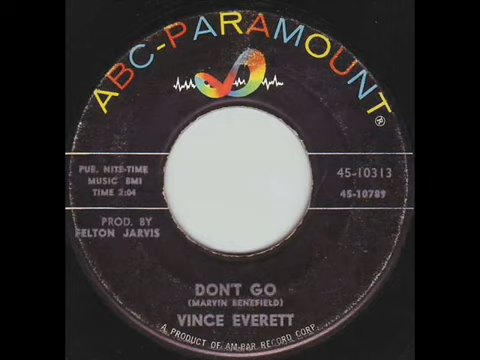 ABC-PARAMOUNT®
PUB. NITE-TIME
MUSIC BMI
TIME 2:04
45-10313
45-10789
PROD. BY
FELTON JARVIS
DON'T GO
(MARVIN BENEFIELD)
VINCE EVERETT
A PRODUCT OF AM-PAR RECORD CORP.